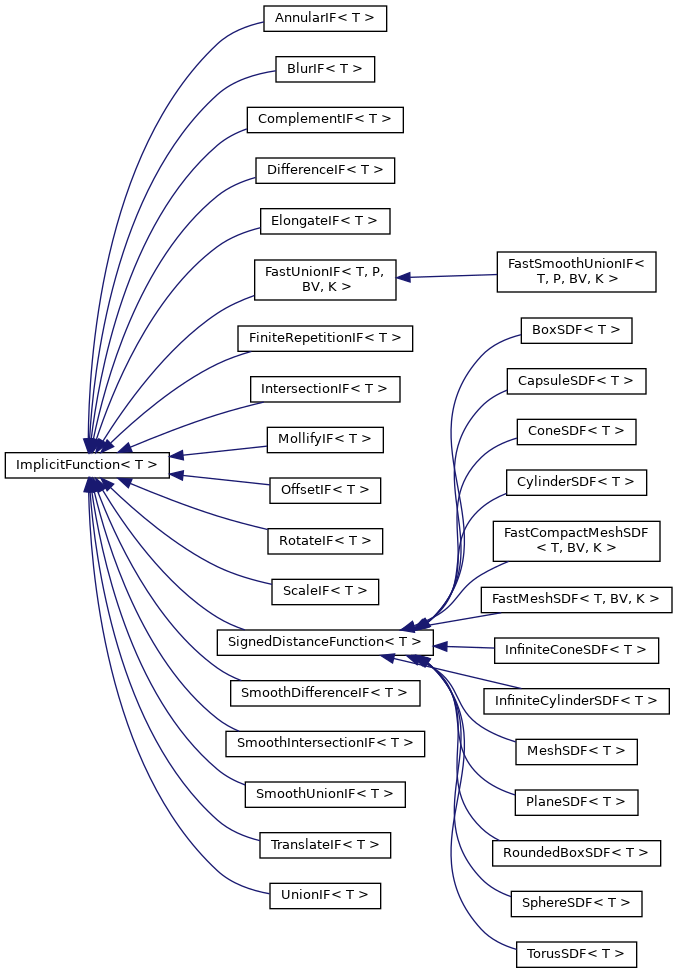 AnnularIF< T >
BlurIF< T >
ComplementIF< T >
DifferenceIF< T >
ElongateIF< T >
FastUnionIF< T, P,
BV, K >
FastSmoothUnionIF<
T, P, BV, K >
FiniteRepetitionIF< T >
IntersectionIF< T >
MollifyIF< T >
ImplicitFunction< T >
OffsetIF< T >
RotateIF< T >
ScaleIF< T >
SignedDistanceFunction< T >
SmoothDifferenceIF< T >
SmoothIntersectionIF< T >
SmoothUnionIF< T >
TranslateIF< T >
UnionIF< T >
BoxSDF< T >
CapsuleSDF< T >
ConeSDF< T >
CylinderSDF< T >
FastCompactMeshSDF
< T, BV, K >
FastMeshSDF< T, BV, K >
InfiniteConeSDF< T >
InfiniteCylinderSDF< T >
MeshSDF< T >
PlaneSDF< T >
RoundedBoxSDF< T >
SphereSDF< T >
TorusSDF< T >